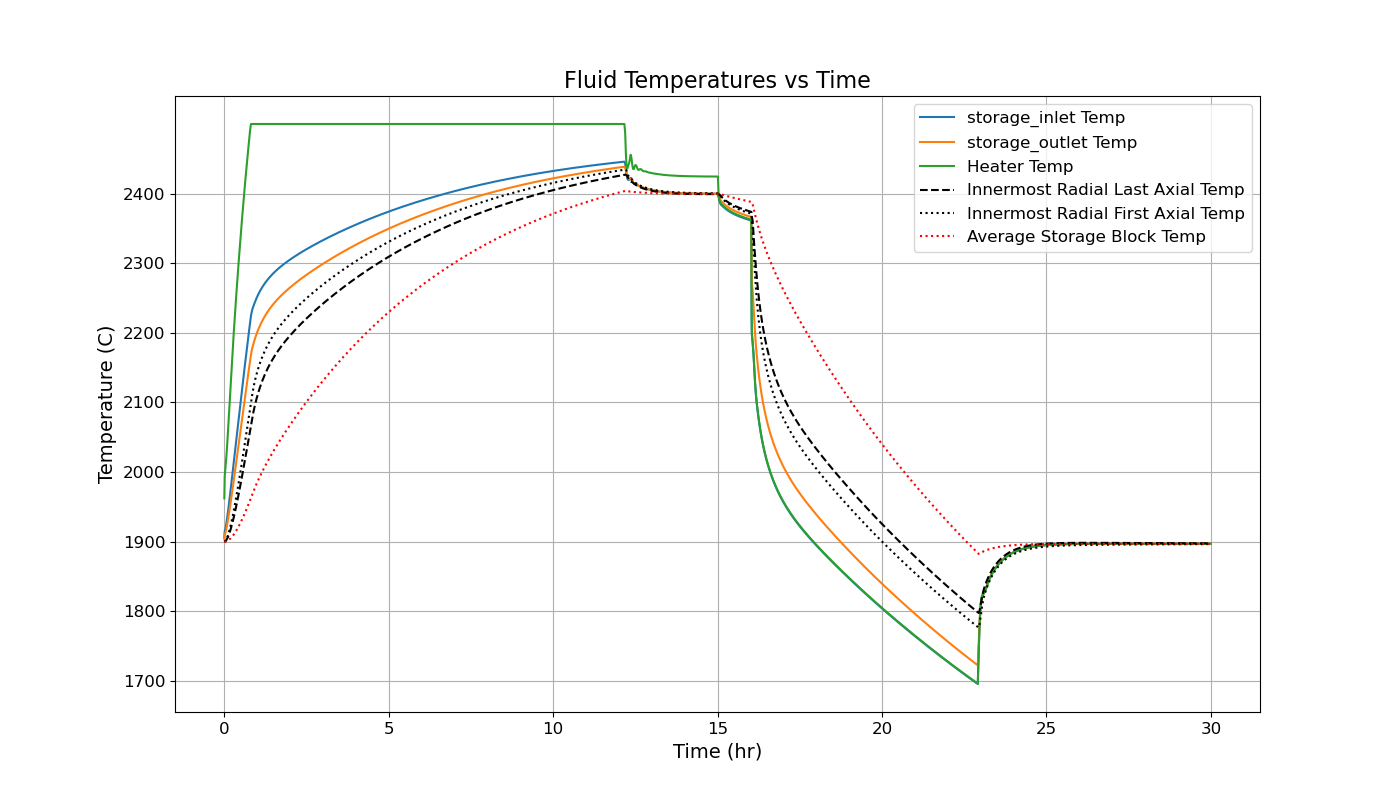 Fluid Temperatures vs Time
storage_inlet Temp
storage_outlet Temp
Heater Temp
Innermost Radial Last Axial Temp
Innermost Radial First Axial Temp
Average Storage Block Temp
Temperature (C)
2400
2300
2200
2100
2000
1900
1800
1700
0 5 10 15 20 25 30
Time (hr)